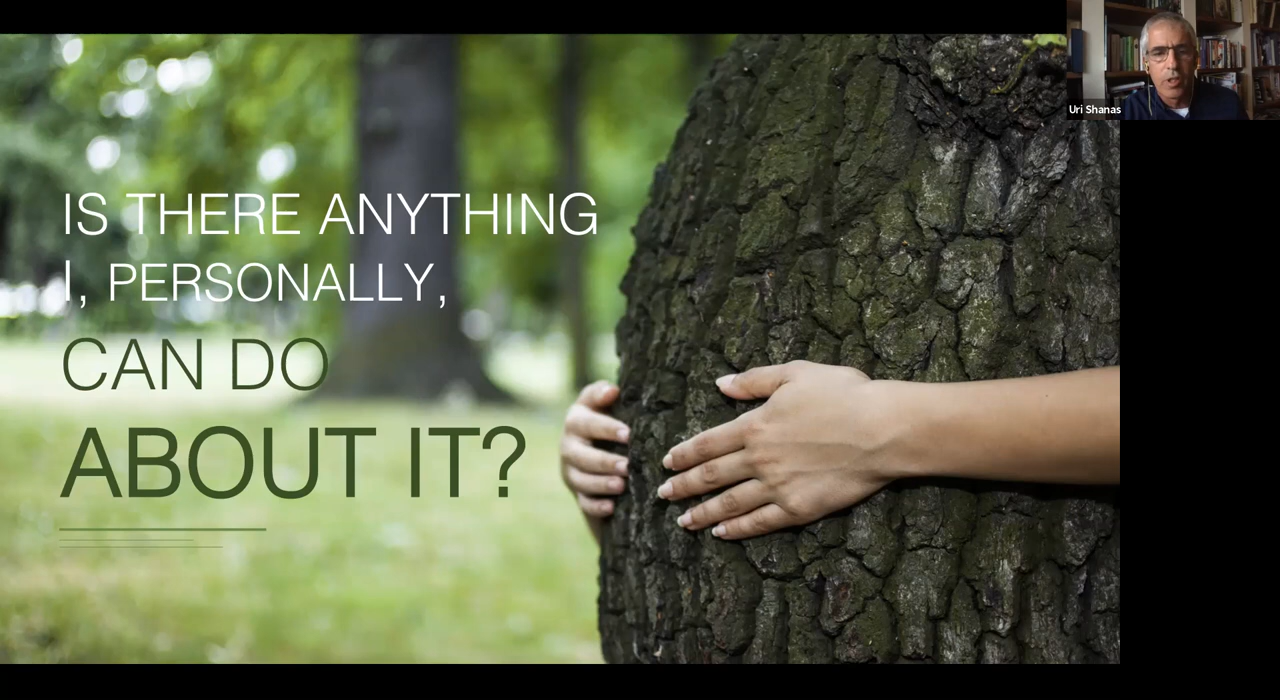 IS THERE ANYTHING
I, PERSONALLY,
CAN DO
ABOUT IT?
Uri Shanas